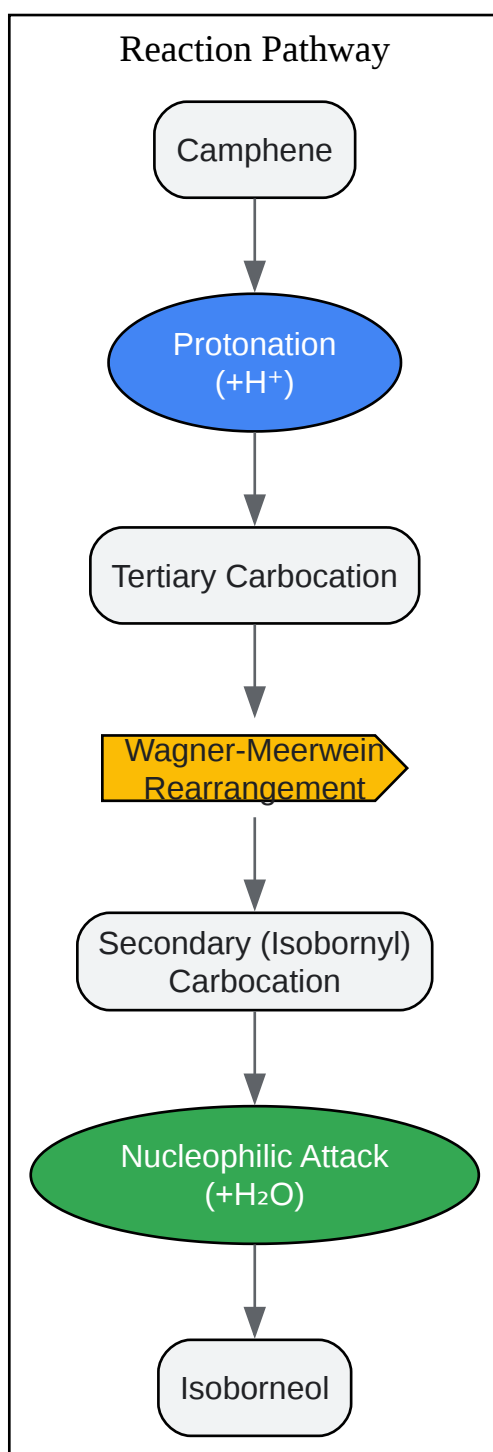 Reaction Pathway
Camphene
Protonation
(+H⁺)
Tertiary Carbocation
Wagner-Meerwein
Rearrangement
Secondary (Isobornyl)
Carbocation
Nucleophilic Attack
(+H₂O)
Isoborneol